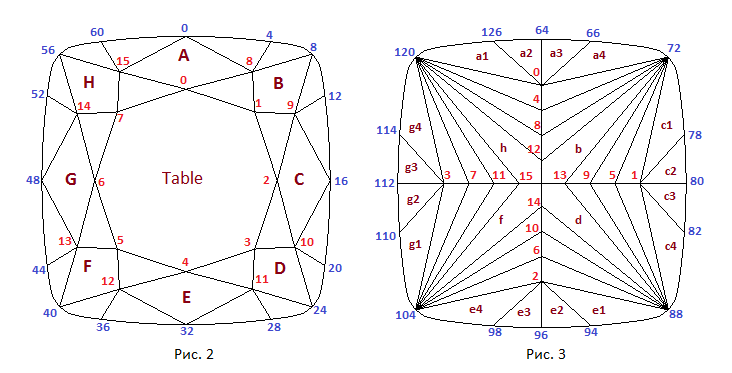 60 0 4
56 8
15 A 8
H 0 B
52 14 1 9 12
7
48 G 6 Table 2 C 16
13 5 3 10
44 F 12 4 11 D 20
E
40 24
36 32 28
Рис. 2
126 64 66
120 a1 a2 a3 a4 72
0
4
g4 8 c1
114 h 12 b 78
g3 c2
112 3 7 11 15 13 9 5 1 80
g2 14 c3
f d
110 10 82
g1 6 c4
2
104 e4 e3 e2 e1 88
98 96 94
Рис. 3